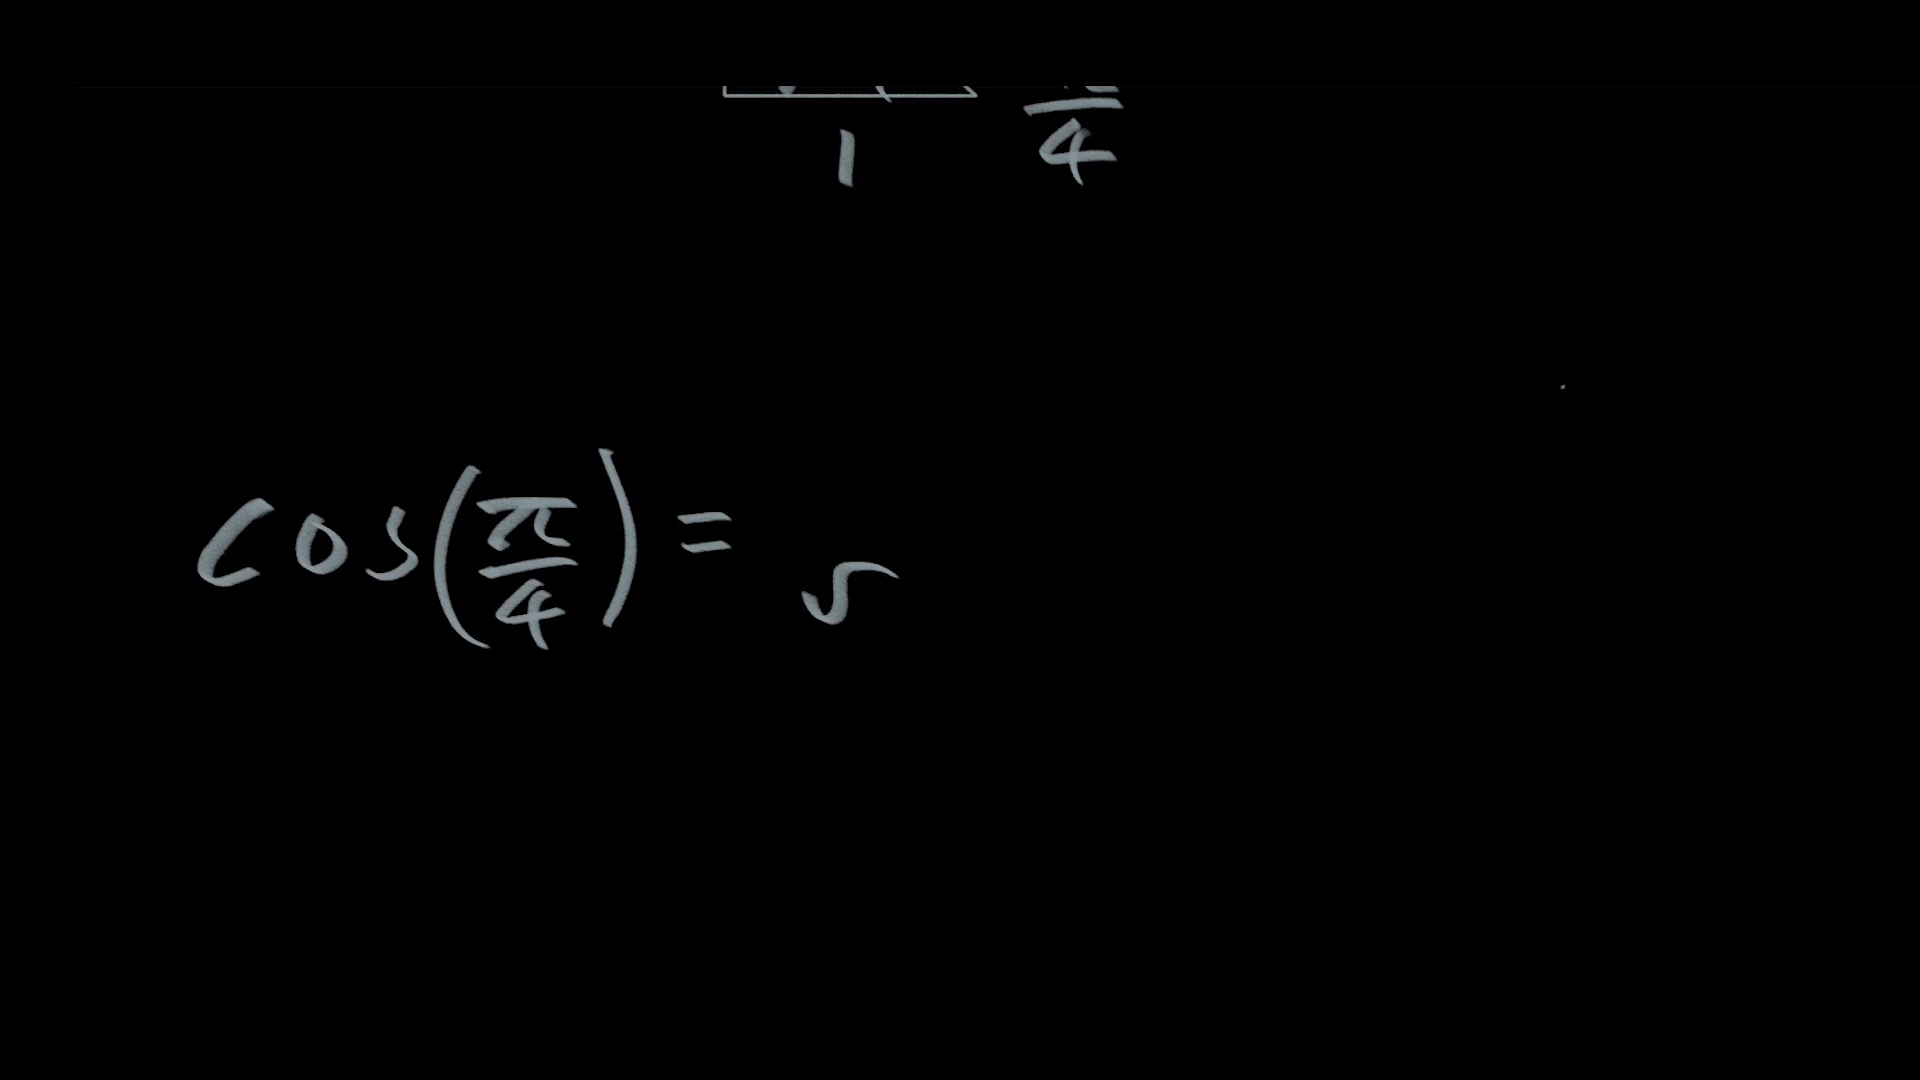 1 π/4
cos(π/4) = √